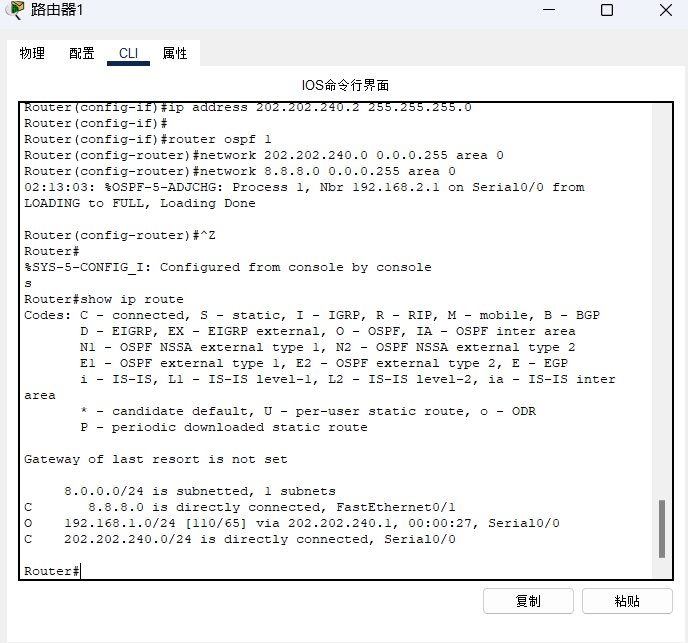 路由器1
物理 配置 CLI 属性
IOS命令行界面
Router(config-if)#ip address 202.202.240.2 255.255.255.0
Router(config-if)#
Router(config-if)#router ospf 1
Router(config-router)#network 202.202.240.0 0.0.0.255 area 0
Router(config-router)#network 8.8.8.0 0.0.0.255 area 0
02:13:03: %OSPF-5-ADJCHG: Process 1, Nbr 192.168.2.1 on Serial0/0 from
LOADING to FULL, Loading Done
Router(config-router)#^Z
Router#
%SYS-5-CONFIG_I: Configured from console by console
s
Router#show ip route
Codes: C - connected, S - static, I - IGRP, R - RIP, M - mobile, B - BGP
D - EIGRP, EX - EIGRP external, O - OSPF, IA - OSPF inter area
N1 - OSPF NSSA external type 1, N2 - OSPF NSSA external type 2
E1 - OSPF external type 1, E2 - OSPF external type 2, E - EGP
i - IS-IS, L1 - IS-IS level-1, L2 - IS-IS level-2, ia - IS-IS inter
area
* - candidate default, U - per-user static route, o - ODR
P - periodic downloaded static route
Gateway of last resort is not set
8.0.0.0/24 is subnetted, 1 subnets
C 8.8.8.0 is directly connected, FastEthernet0/1
O 192.168.1.0/24 [110/65] via 202.202.240.1, 00:00:27, Serial0/0
C 202.202.240.0/24 is directly connected, Serial0/0
Router#
复制 粘贴